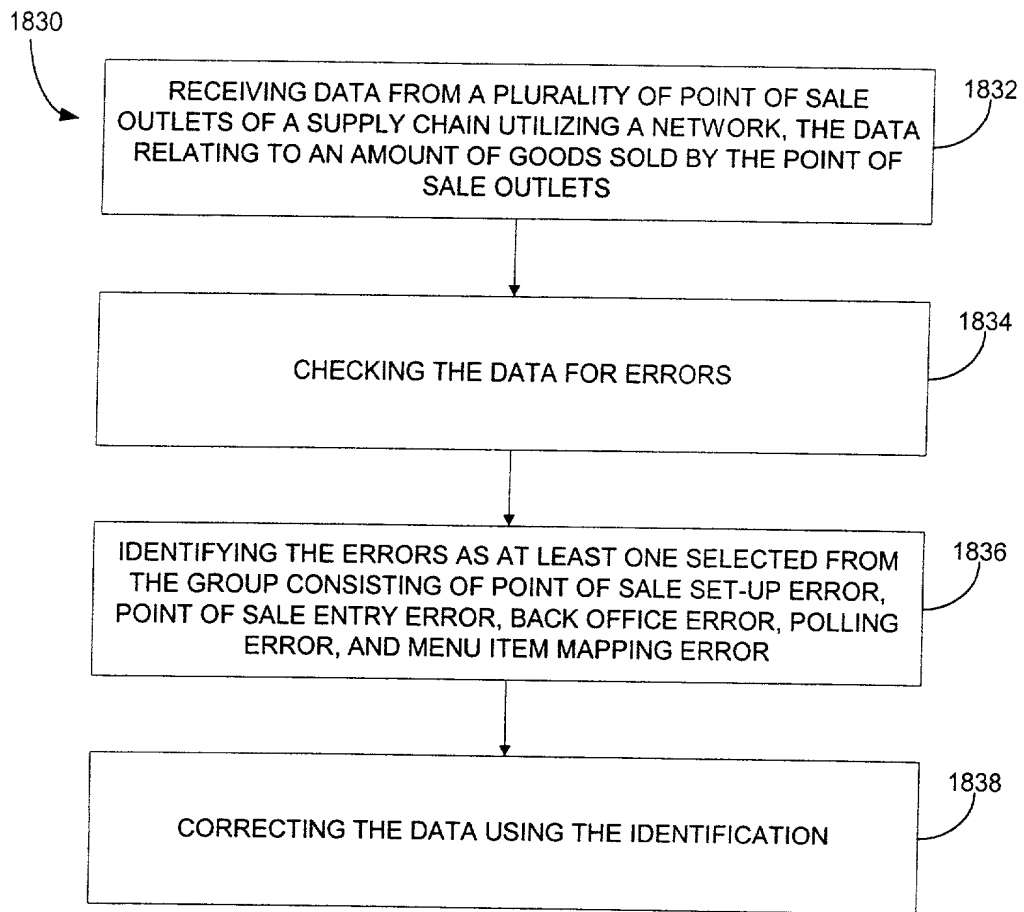 1830
RECEIVING DATA FROM A PLURALITY OF POINT OF SALE
OUTLETS OF A SUPPLY CHAIN UTILIZING A NETWORK, THE DATA
RELATING TO AN AMOUNT OF GOODS SOLD BY THE POINT OF
SALE OUTLETS
1832
CHECKING THE DATA FOR ERRORS
1834
IDENTIFYING THE ERRORS AS AT LEAST ONE SELECTED FROM
THE GROUP CONSISTING OF POINT OF SALE SET-UP ERROR,
POINT OF SALE ENTRY ERROR, BACK OFFICE ERROR, POLLING
ERROR, AND MENU ITEM MAPPING ERROR
1836
CORRECTING THE DATA USING THE IDENTIFICATION
1838